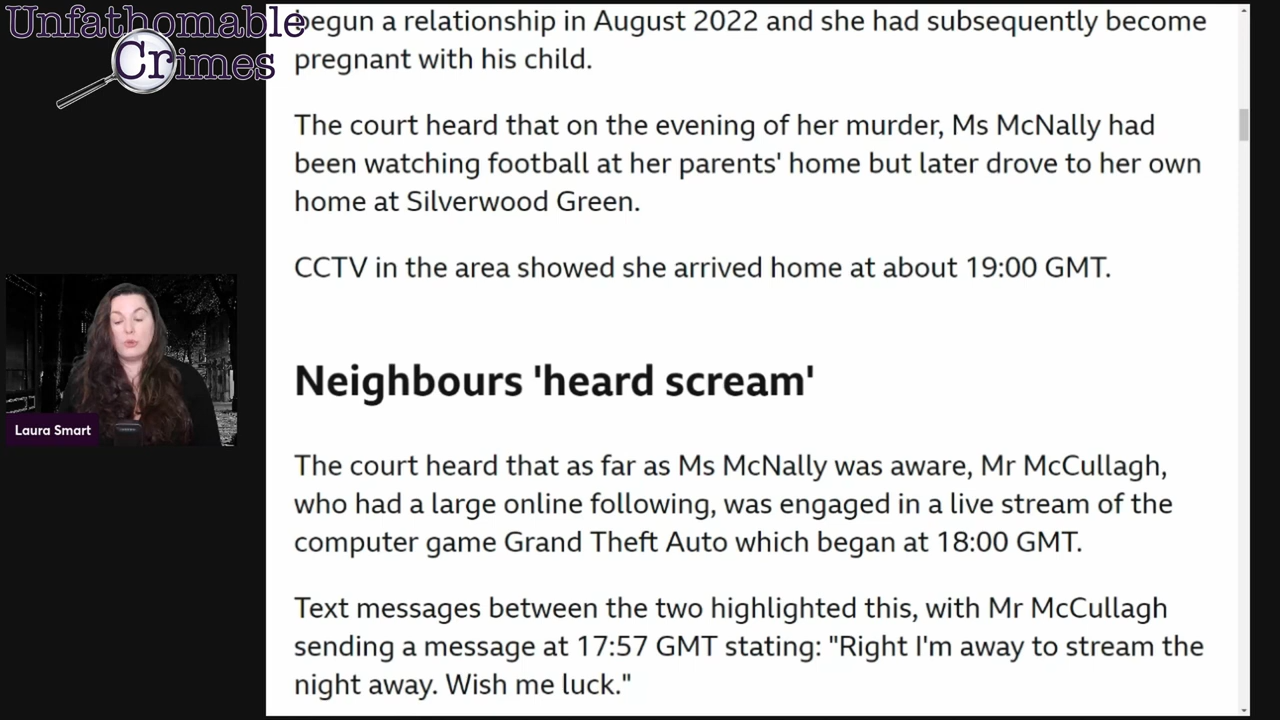 Unfathomable
Crimes
begun a relationship in August 2022 and she had subsequently become
pregnant with his child.
The court heard that on the evening of her murder, Ms McNally had
been watching football at her parents' home but later drove to her own
home at Silverwood Green.
CCTV in the area showed she arrived home at about 19:00 GMT.
Neighbours 'heard scream'
The court heard that as far as Ms McNally was aware, Mr McCullagh,
who had a large online following, was engaged in a live stream of the
computer game Grand Theft Auto which began at 18:00 GMT.
Text messages between the two highlighted this, with Mr McCullagh
sending a message at 17:57 GMT stating: "Right I'm away to stream the
night away. Wish me luck."
Laura Smart